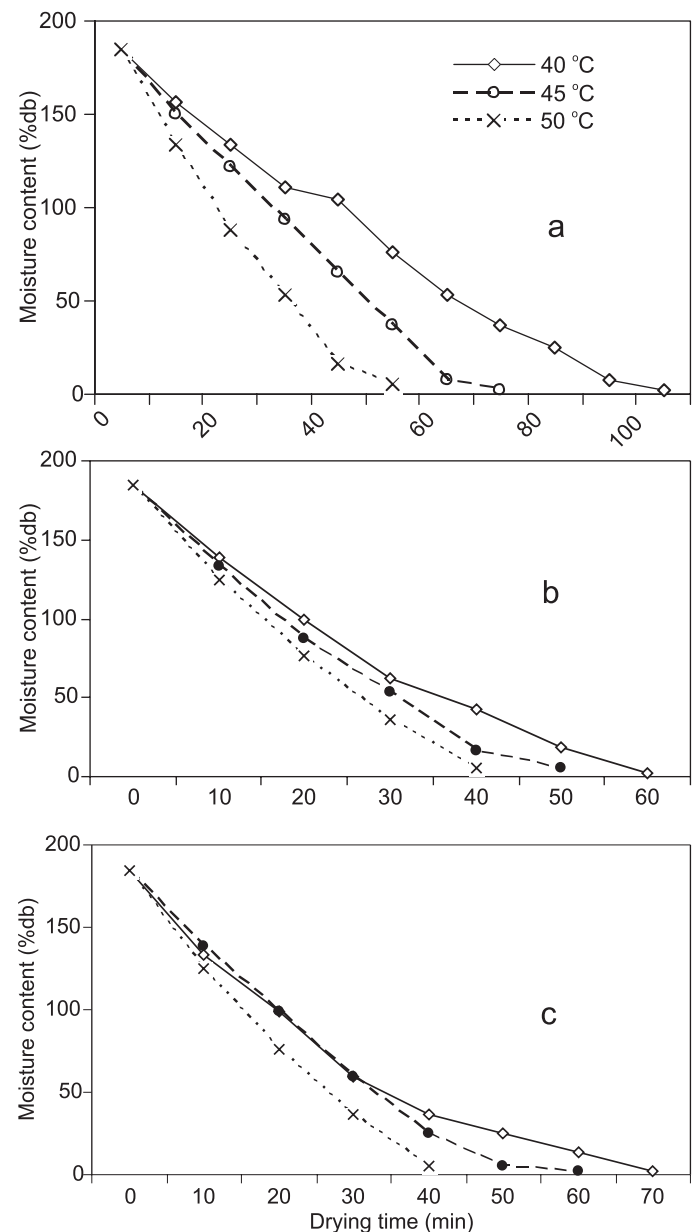 200
150
100
50
0
Moisture content (%db)
40 °C
45 °C
50 °C
a
0 20 40 60 80 100
200
150
100
50
0
Moisture content (%db)
b
0 10 20 30 40 50 60
200
150
100
50
0
Moisture content (%db)
c
0 10 20 30 40 50 60 70
Drying time (min)